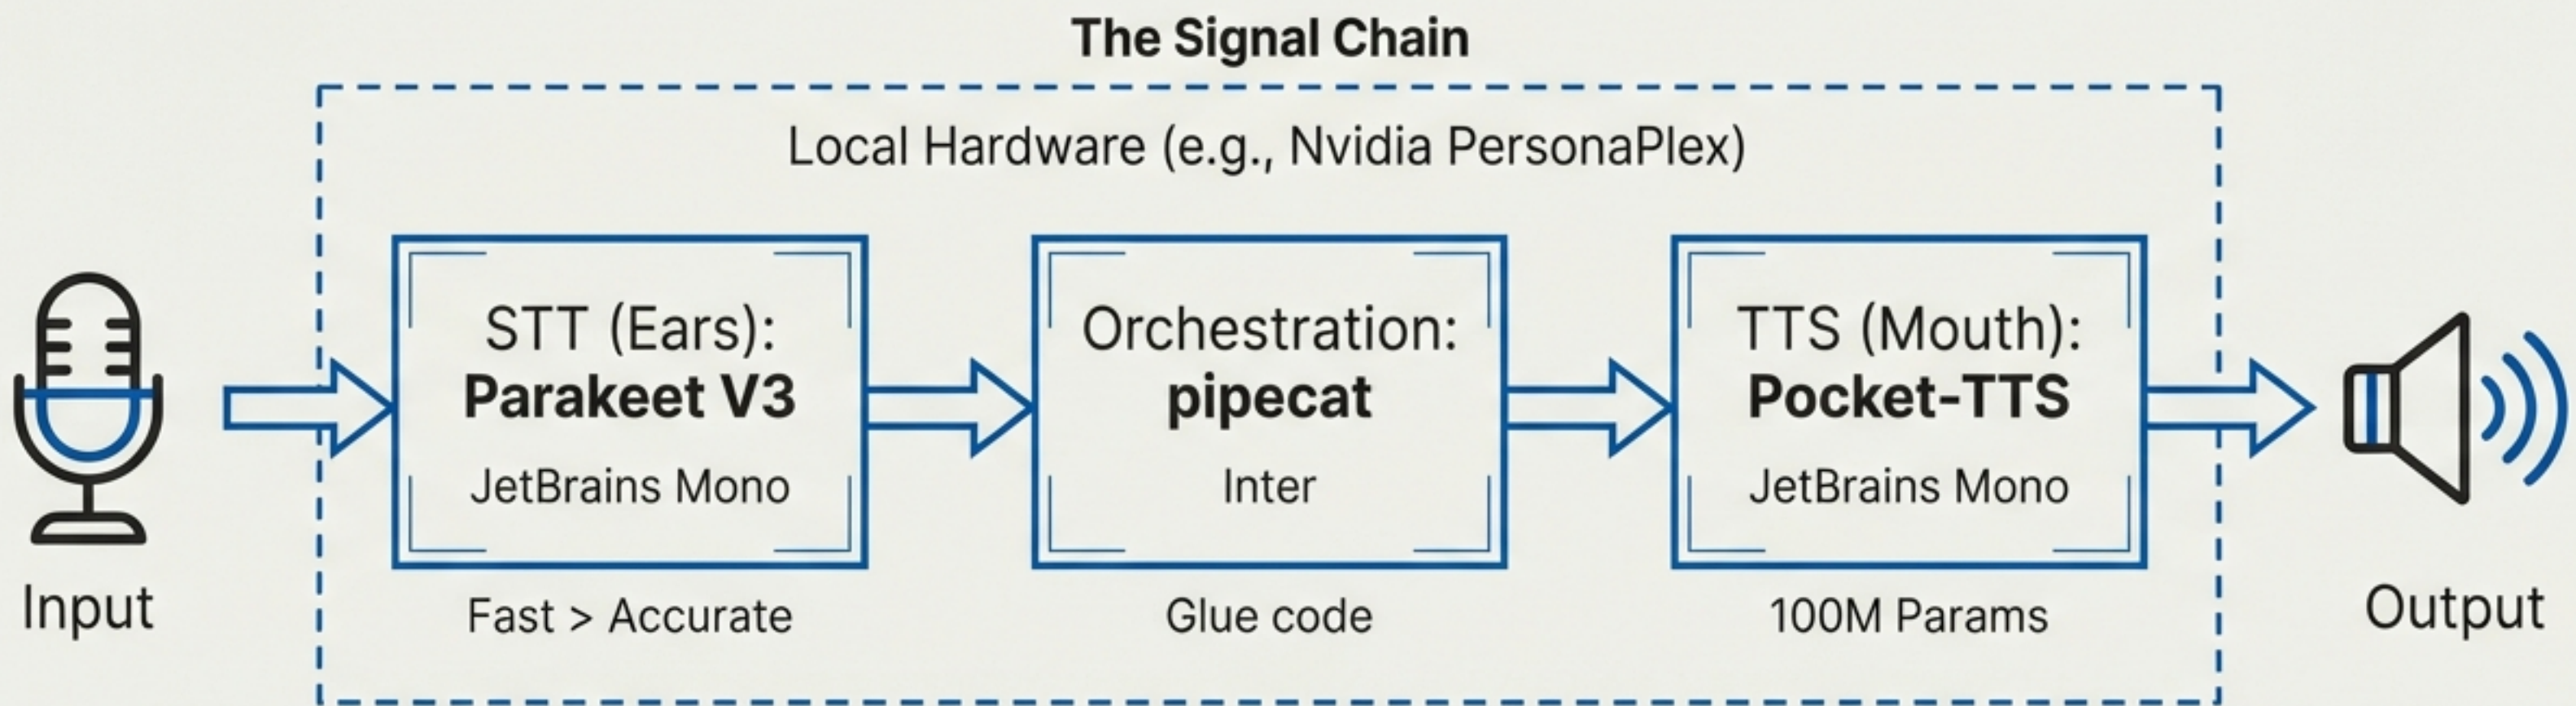 The Signal Chain
Local Hardware (e.g., Nvidia PersonaPlex)
Input
STT (Ears):
Parakeet V3
JetBrains Mono
Fast > Accurate
Orchestration:
pipecat
Inter
Glue code
TTS (Mouth):
Pocket-TTS
JetBrains Mono
100M Params
Output